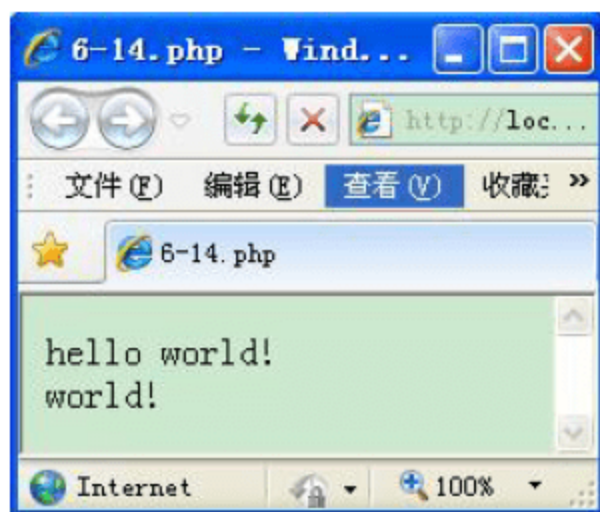 6-14.php - Wind...
http://loc...
文件(F) 编辑(E) 查看(V) 收藏 »
6-14.php
hello world!
world!
Internet 100%